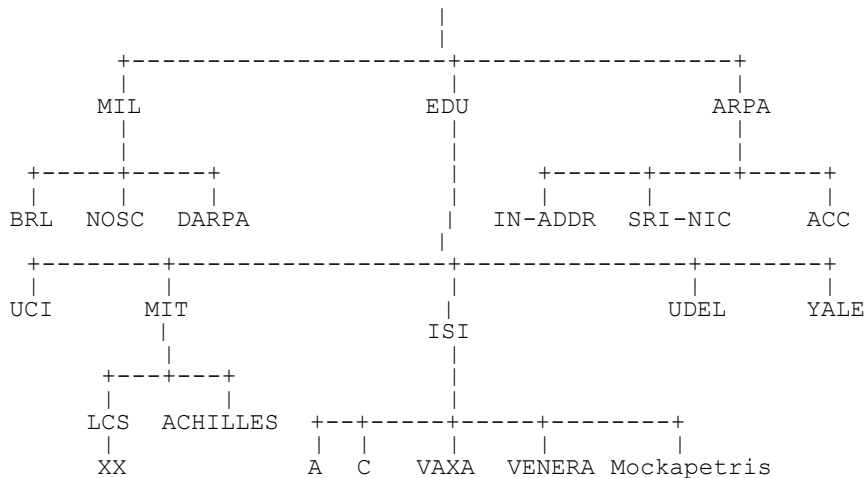 MIL EDU ARPA
BRL NOSC DARPA IN-ADDR SRI-NIC ACC
UCI MIT ISI UDEL YALE
LCS ACHILLES
XX A C VAXA VENERA Mockapetris